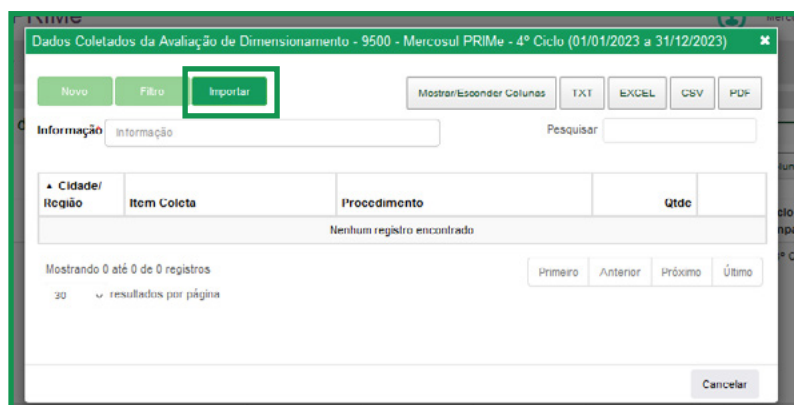 PRIMe
Dados Coletados da Avaliação de Dimensionamento - 9500 - Mercosul PRIMe - 4º Ciclo (01/01/2023 a 31/12/2023) ×
Novo Filtro Importar Mostrar/Esconder Colunas TXT EXCEL CSV PDF
Informação Informação Pesquisar
Cidade/
Região Item Coleta Procedimento Qtde
Nenhum registro encontrado
Mostrando 0 até 0 de 0 registros Primeiro Anterior Próximo Último
30 resultados por página
Cancelar